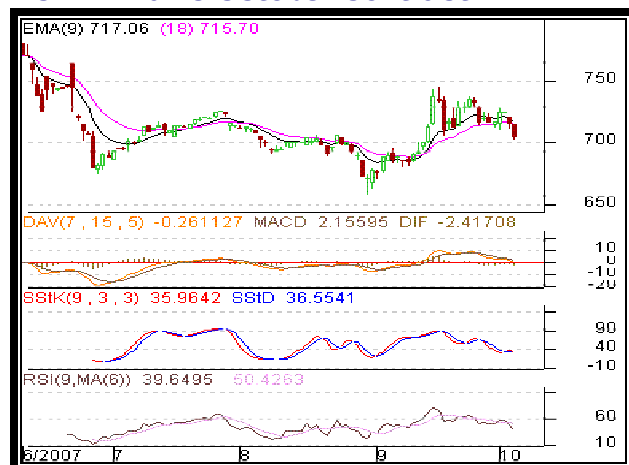 EMA(9) 717.06 (18) 715.70
750
700
650
DAV(7 , 15 , 5) -0.261127 MACD 2.15595 DIF -2.41708
10
0
-10
-20
SStK(9 , 3 , 3) 35.9642 SStD 36.5541
90
40
-10
RSI(9,MA(6)) 39.6495 50.4263
60
10
6/2007 7 8 9 10